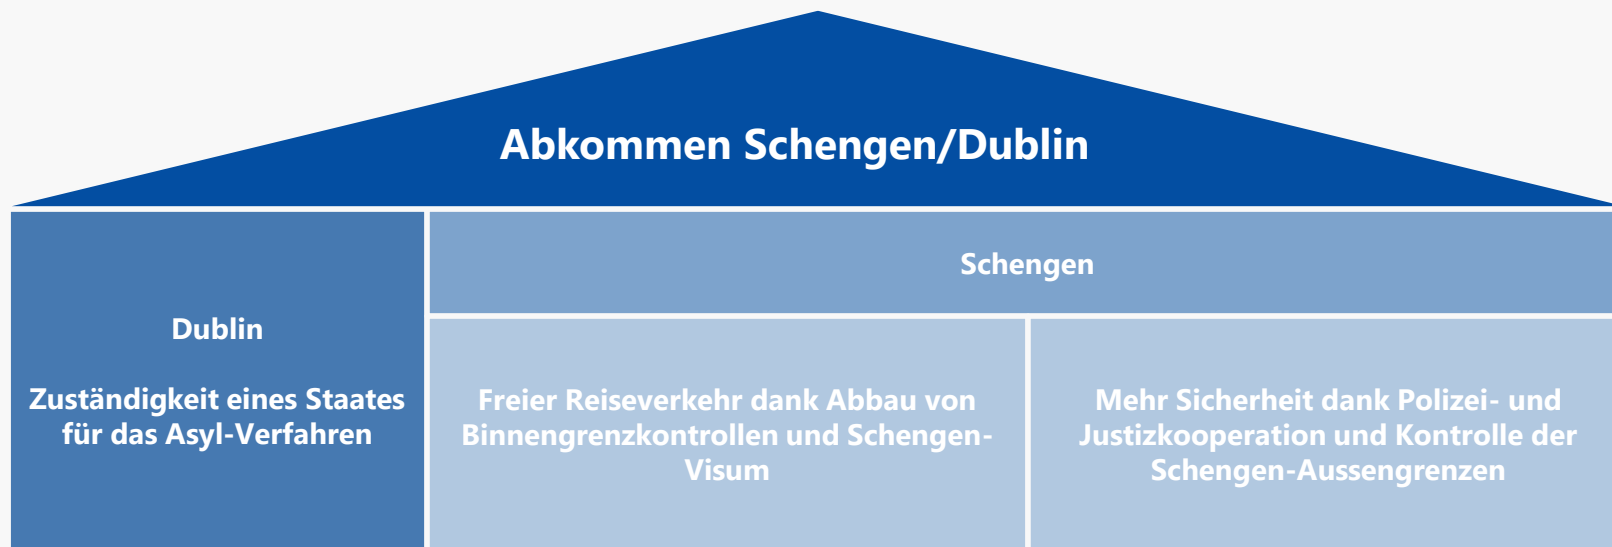 Abkommen Schengen/Dublin
Schengen
Dublin
Zuständigkeit eines Staates
für das Asyl-Verfahren
Freier Reiseverkehr dank Abbau von
Binnengrenzkontrollen und Schengen-
Visum
Mehr Sicherheit dank Polizei- und
Justizkooperation und Kontrolle der
Schengen-Aussengrenzen